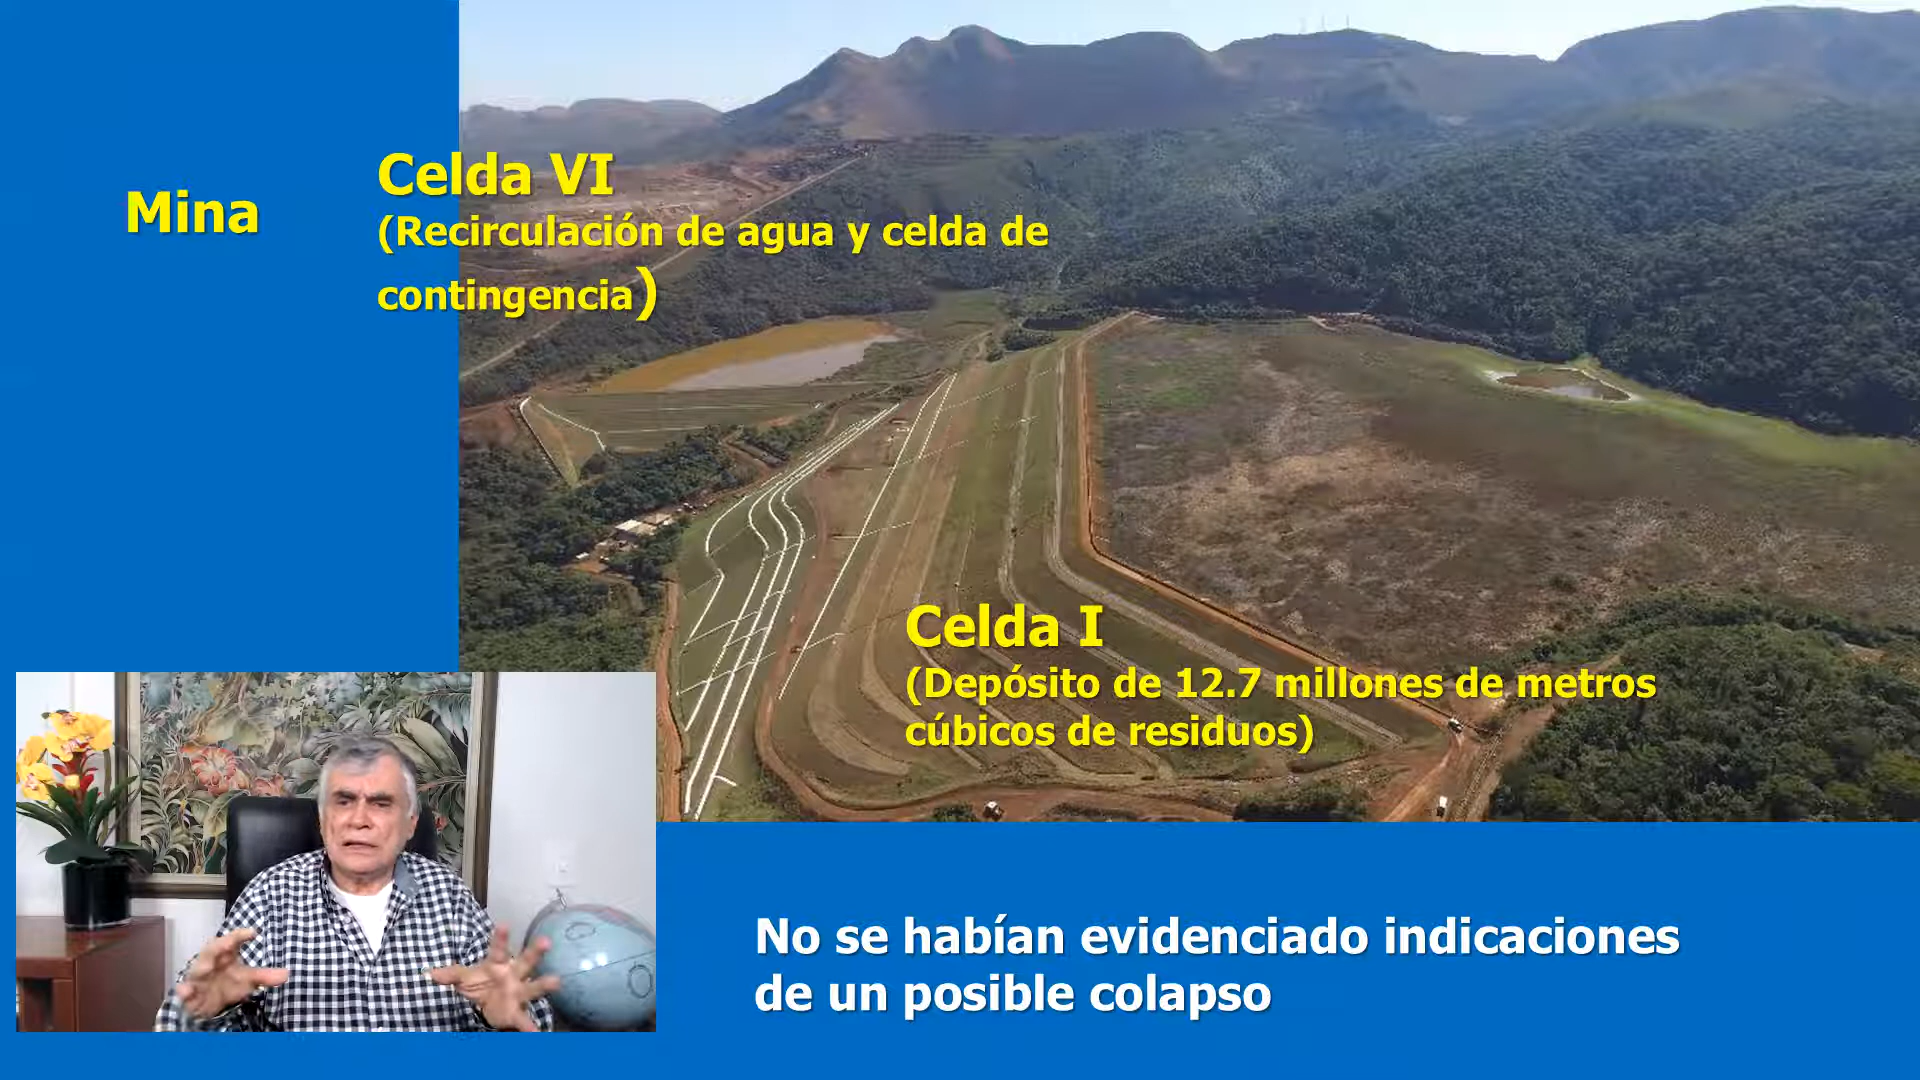 Mina
Celda VI
(Recirculación de agua y celda de
contingencia)
Celda I
(Depósito de 12.7 millones de metros
cúbicos de residuos)
No se habían evidenciado indicaciones
de un posible colapso